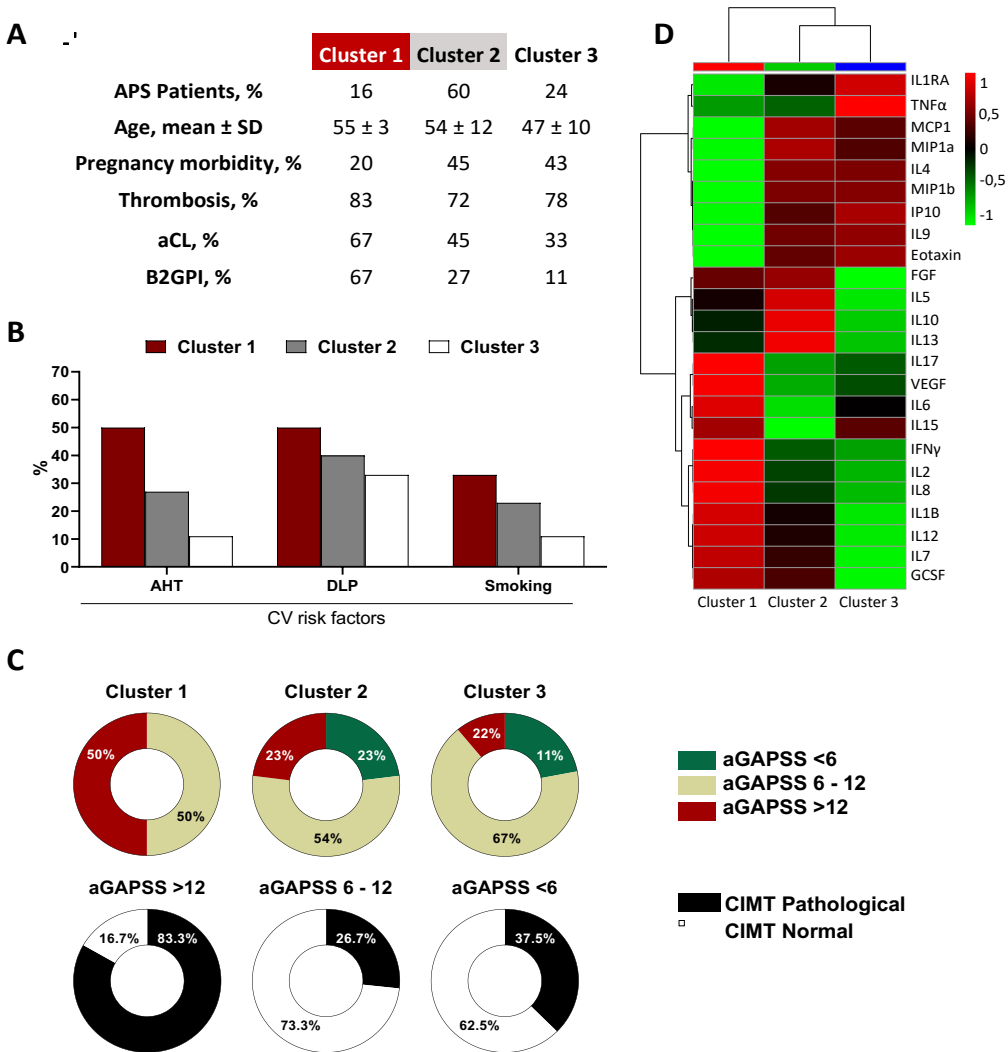 A
Cluster 1 Cluster 2 Cluster 3
APS Patients, % 16 60 24
Age, mean ± SD 55 ± 3 54 ± 12 47 ± 10
Pregnancy morbidity, % 20 45 43
Thrombosis, % 83 72 78
aCL, % 67 45 33
B2GPI, % 67 27 11
B
Cluster 1 Cluster 2 Cluster 3
70
60
50
40
30
20
10
0
%
AHT DLP Smoking
CV risk factors
C
Cluster 1 Cluster 2 Cluster 3
50% 50%
23% 23% 54%
22% 11% 67%
aGAPSS <6
aGAPSS 6 - 12
aGAPSS >12
aGAPSS >12 aGAPSS 6 - 12 aGAPSS <6
16.7% 83.3%
26.7% 73.3%
37.5% 62.5%
CIMT Pathological
CIMT Normal
D
IL1RA
TNFα
MCP1
MIP1a
IL4
MIP1b
IP10
IL9
Eotaxin
FGF
IL5
IL10
IL13
IL17
VEGF
IL6
IL15
IFNγ
IL2
IL8
IL1B
IL12
IL7
GCSF
Cluster 1 Cluster 2 Cluster 3
1
0,5
0
-0,5
-1